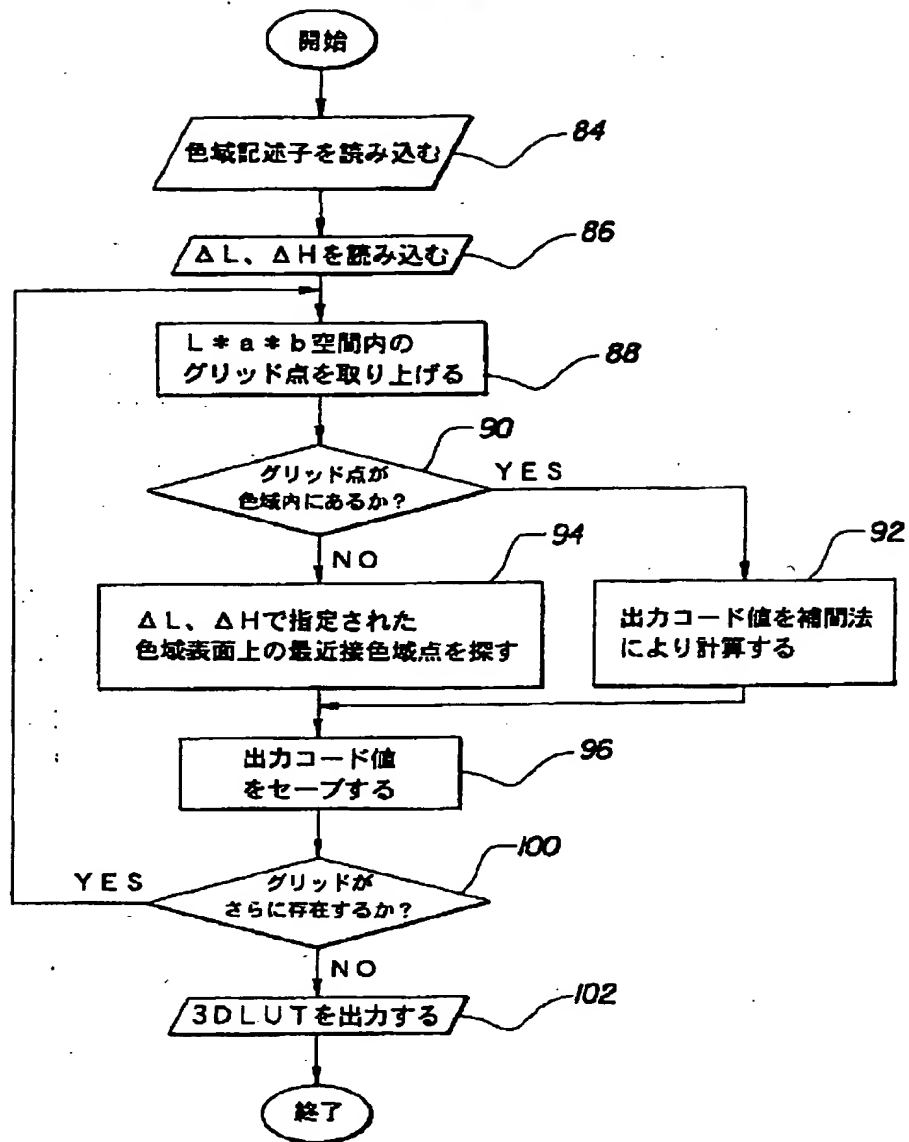 開始
色域記述子を読み込む
84
ΔL、ΔHを読み込む
86
L*a*b空間内の
グリッド点を取り上げる
88
90
グリッド点が
色域内にあるか?
YES
NO
94
92
ΔL、ΔHで指定された
色域表面上の最近接色域点を探す
出力コード値を補間法
により計算する
出力コード値
をセーブする
96
100
YES
グリッドが
さらに存在するか?
NO
3DLUTを出力する
102
終了